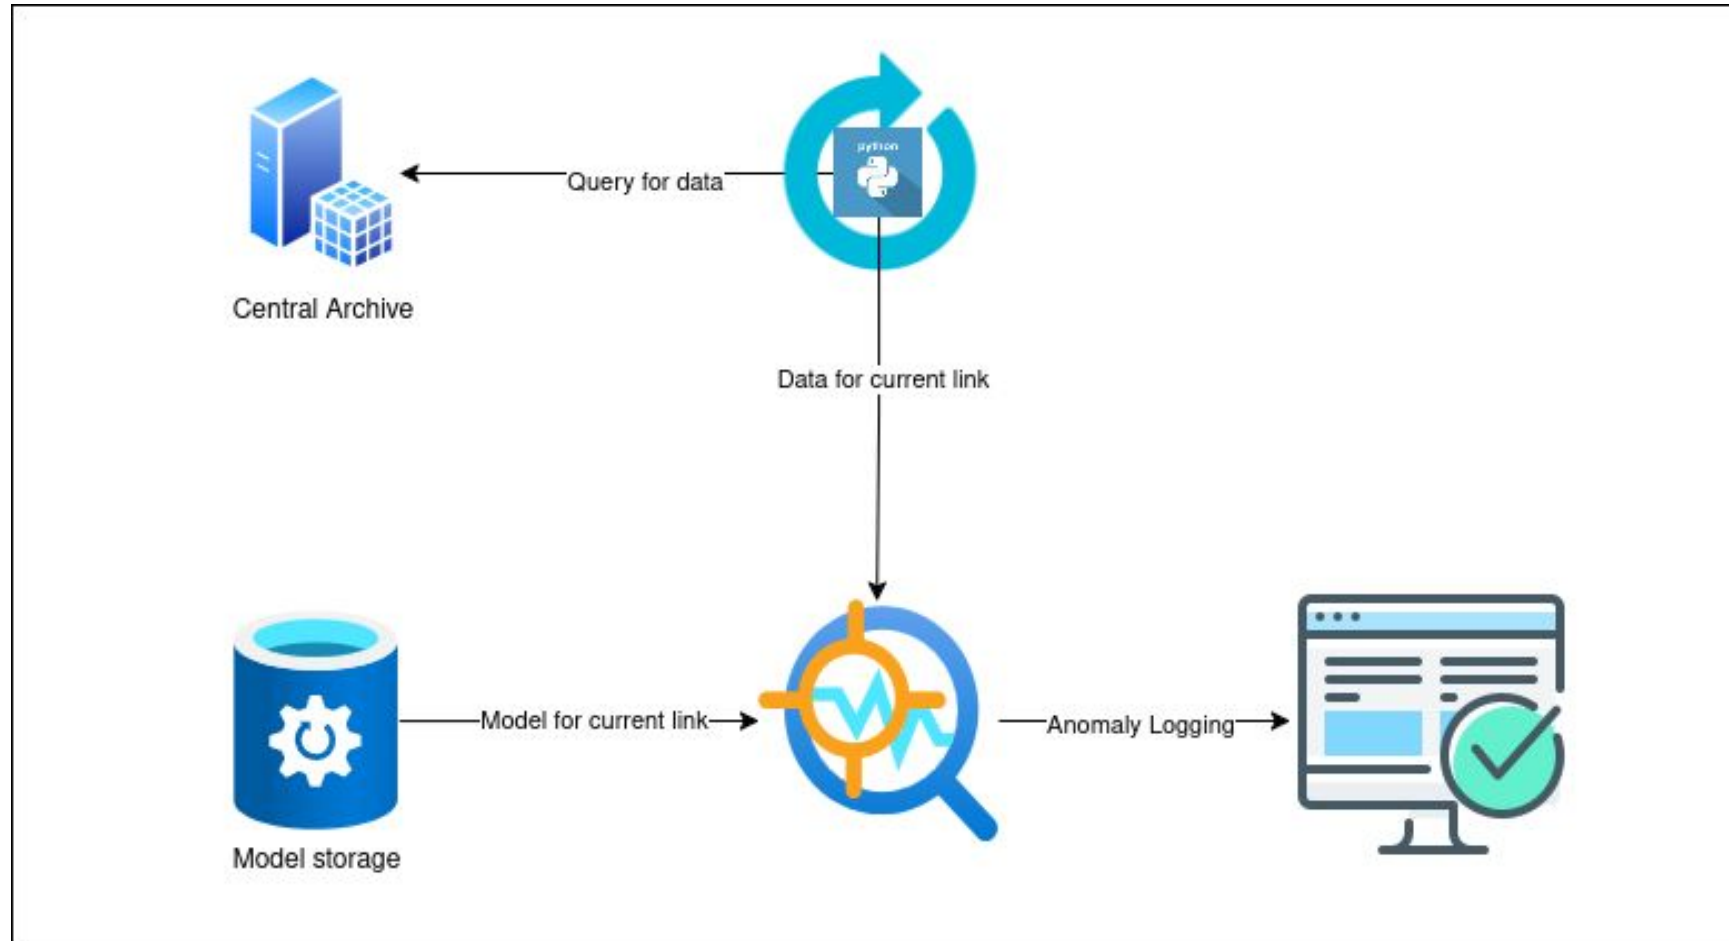 python
Query for data
Central Archive
Data for current link
Model for current link
Anomaly Logging
Model storage